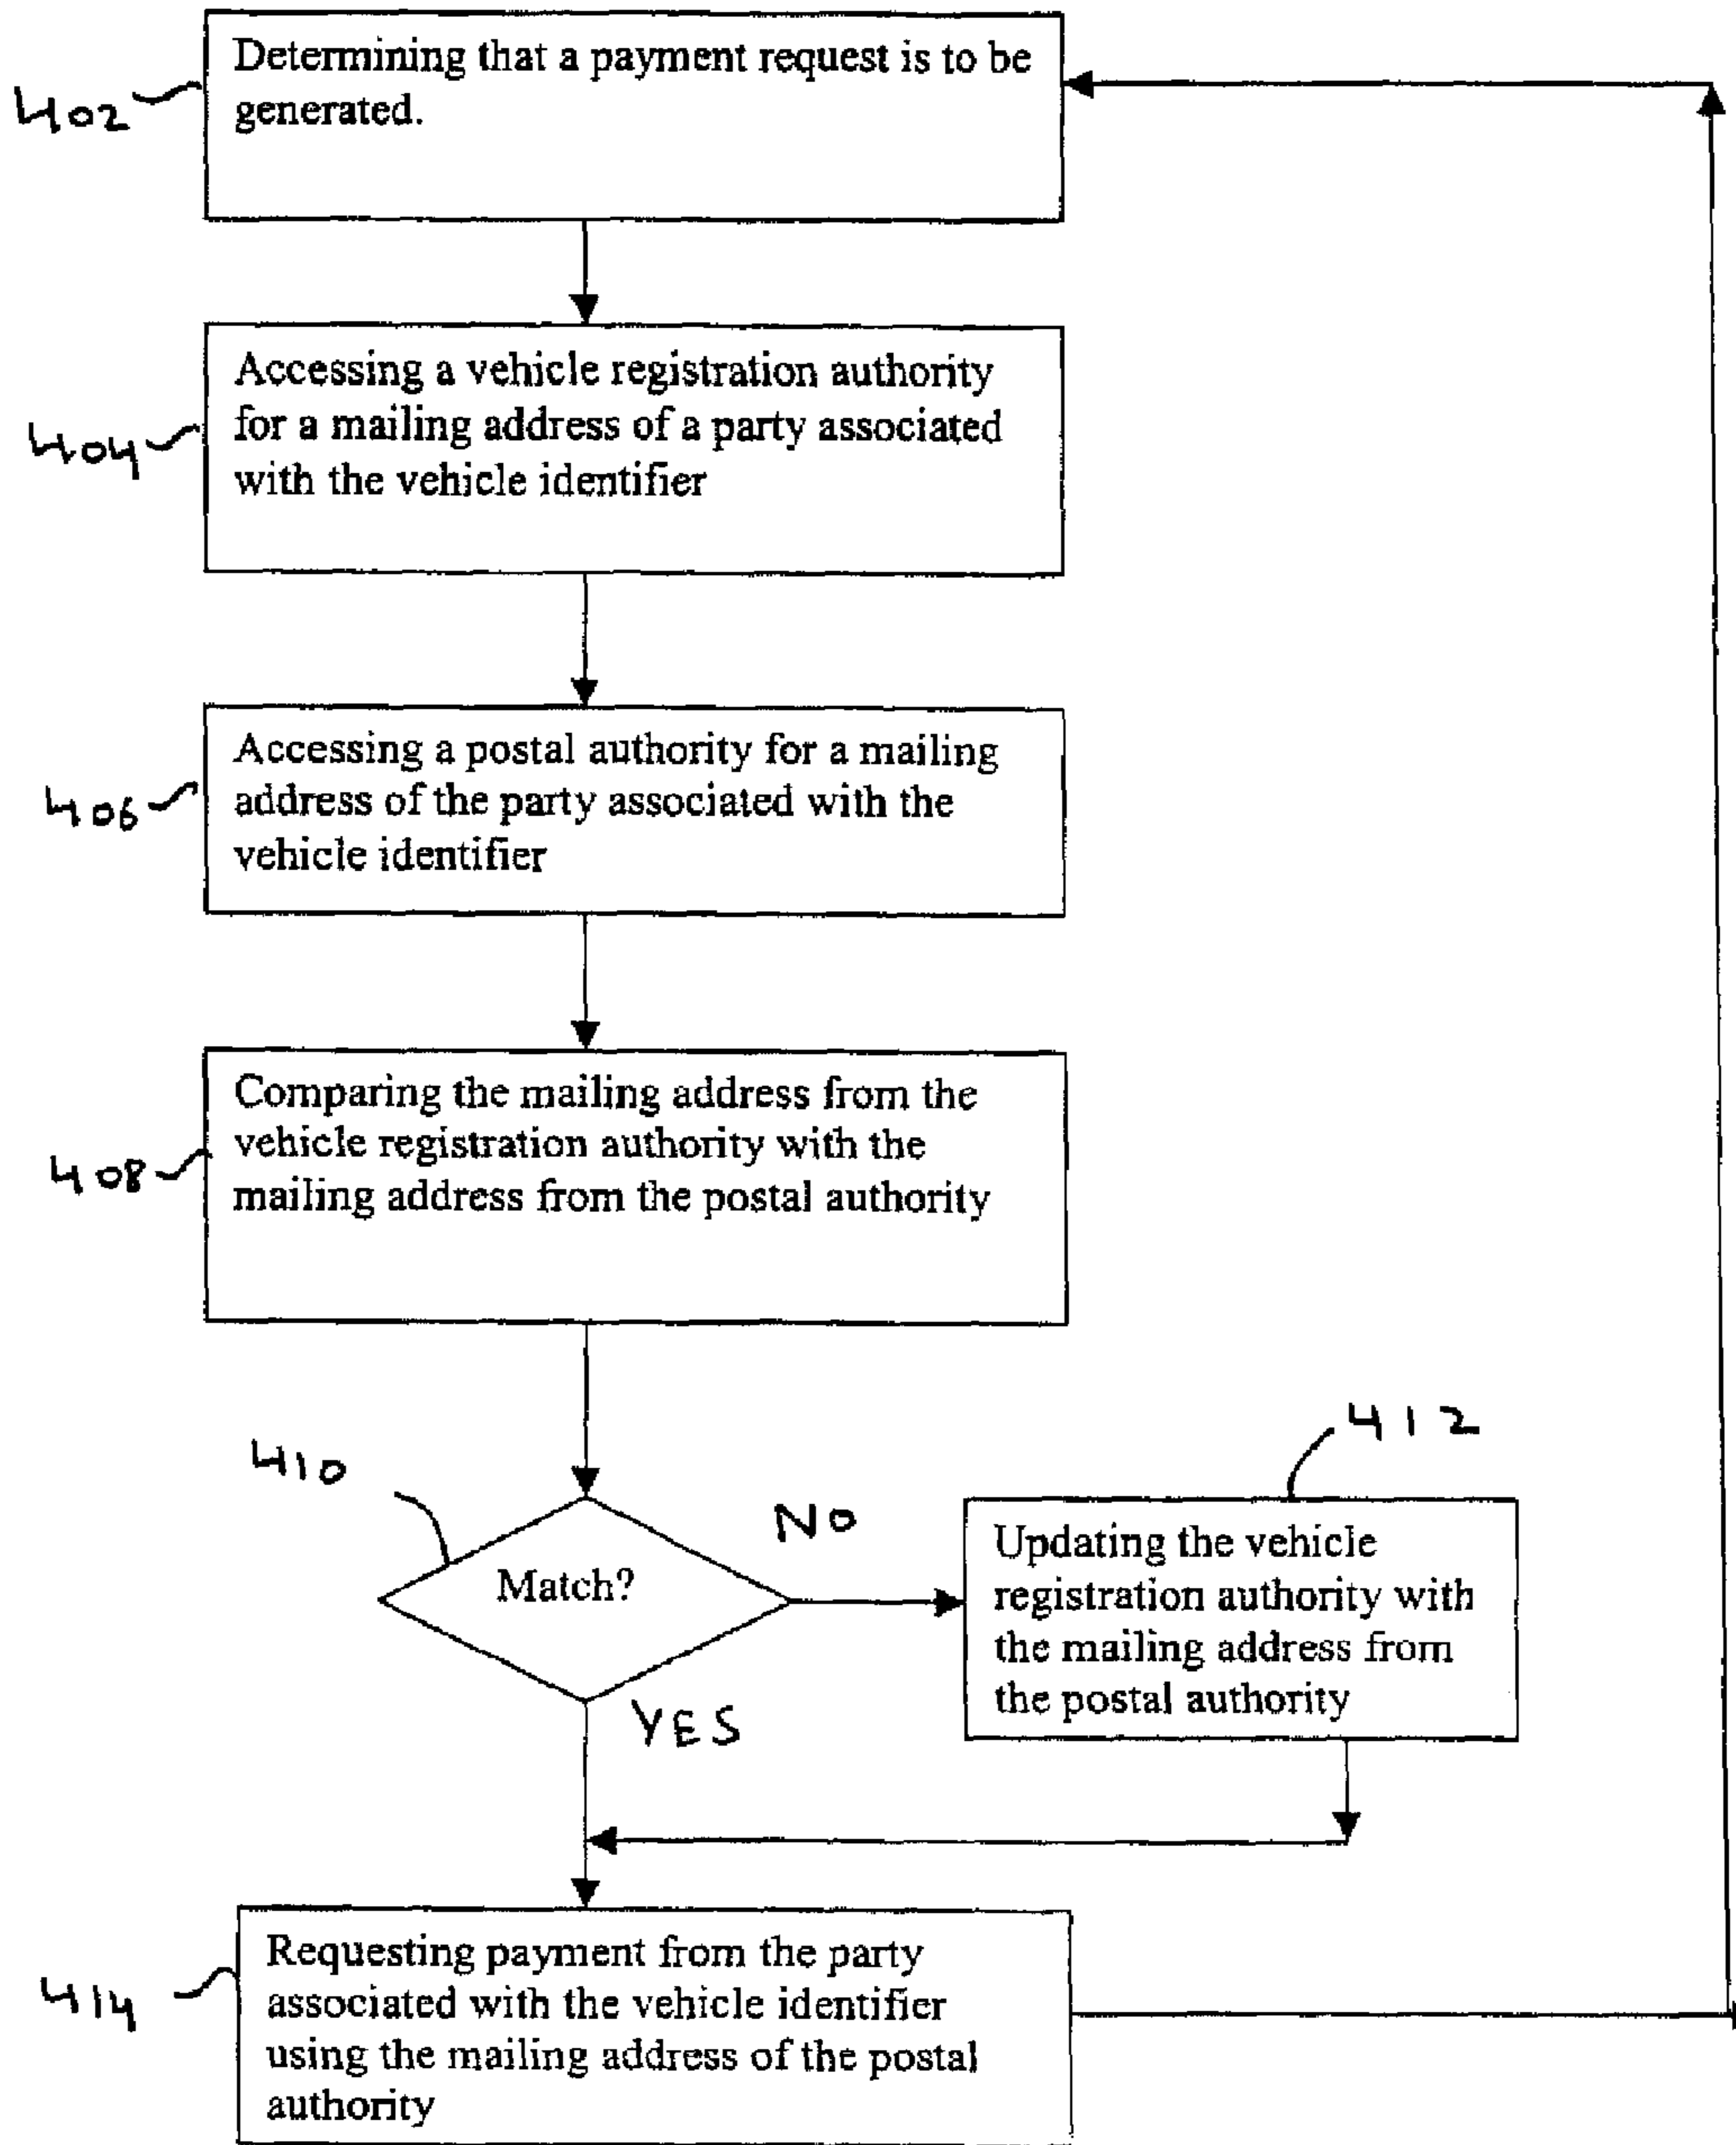 402
Determining that a payment request is to be
generated.
404
Accessing a vehicle registration authority
for a mailing address of a party associated
with the vehicle identifier
406
Accessing a postal authority for a mailing
address of the party associated with the
vehicle identifier
408
Comparing the mailing address from the
vehicle registration authority with the
mailing address from the postal authority
410
Match?
NO
YES
412
Updating the vehicle
registration authority with
the mailing address from
the postal authority
414
Requesting payment from the party
associated with the vehicle identifier
using the mailing address of the postal
authority